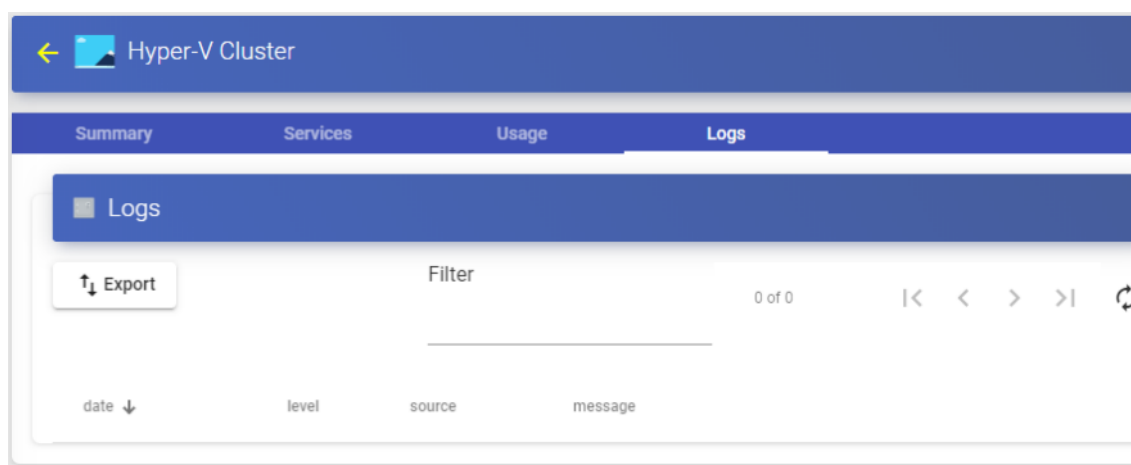 Hyper-V Cluster
Summary Services Usage Logs
Logs
Export
Filter
0 of 0
date level source message